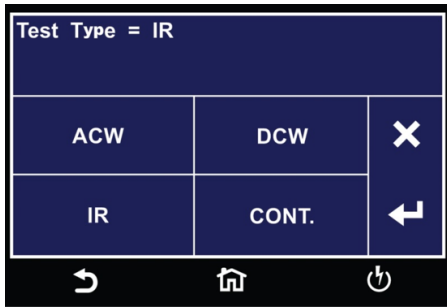 Test Type = IR
ACW
DCW
IR
CONT.